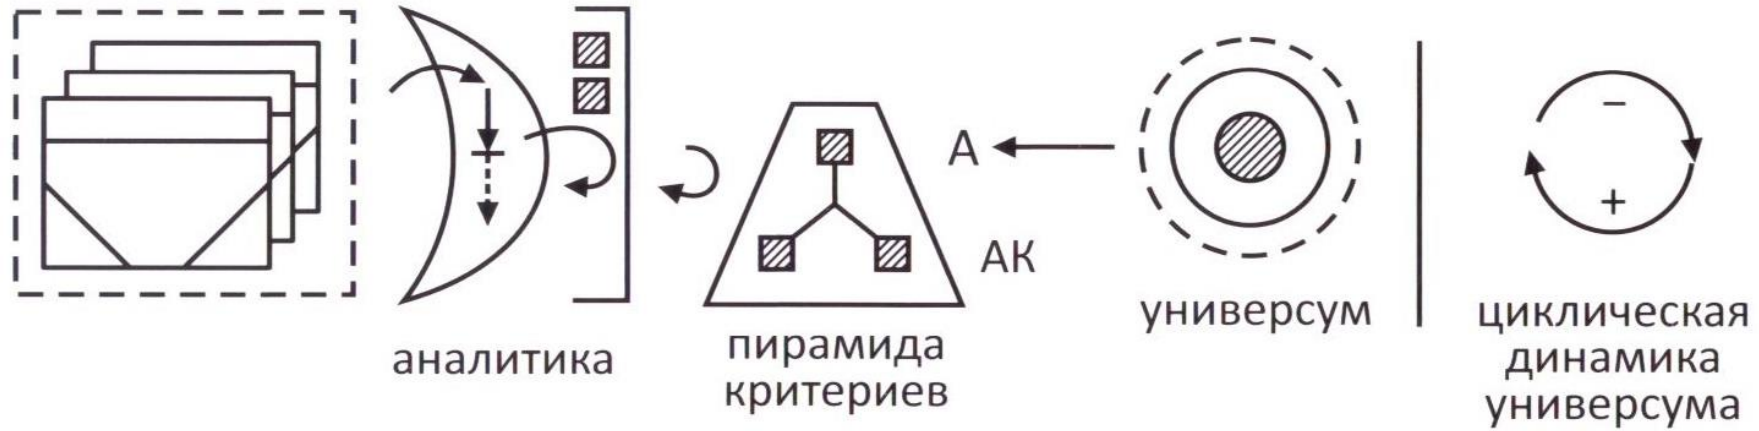 аналитика
пирамида
критериев
А
АК
универсум
−
+
циклическая
динамика
универсума